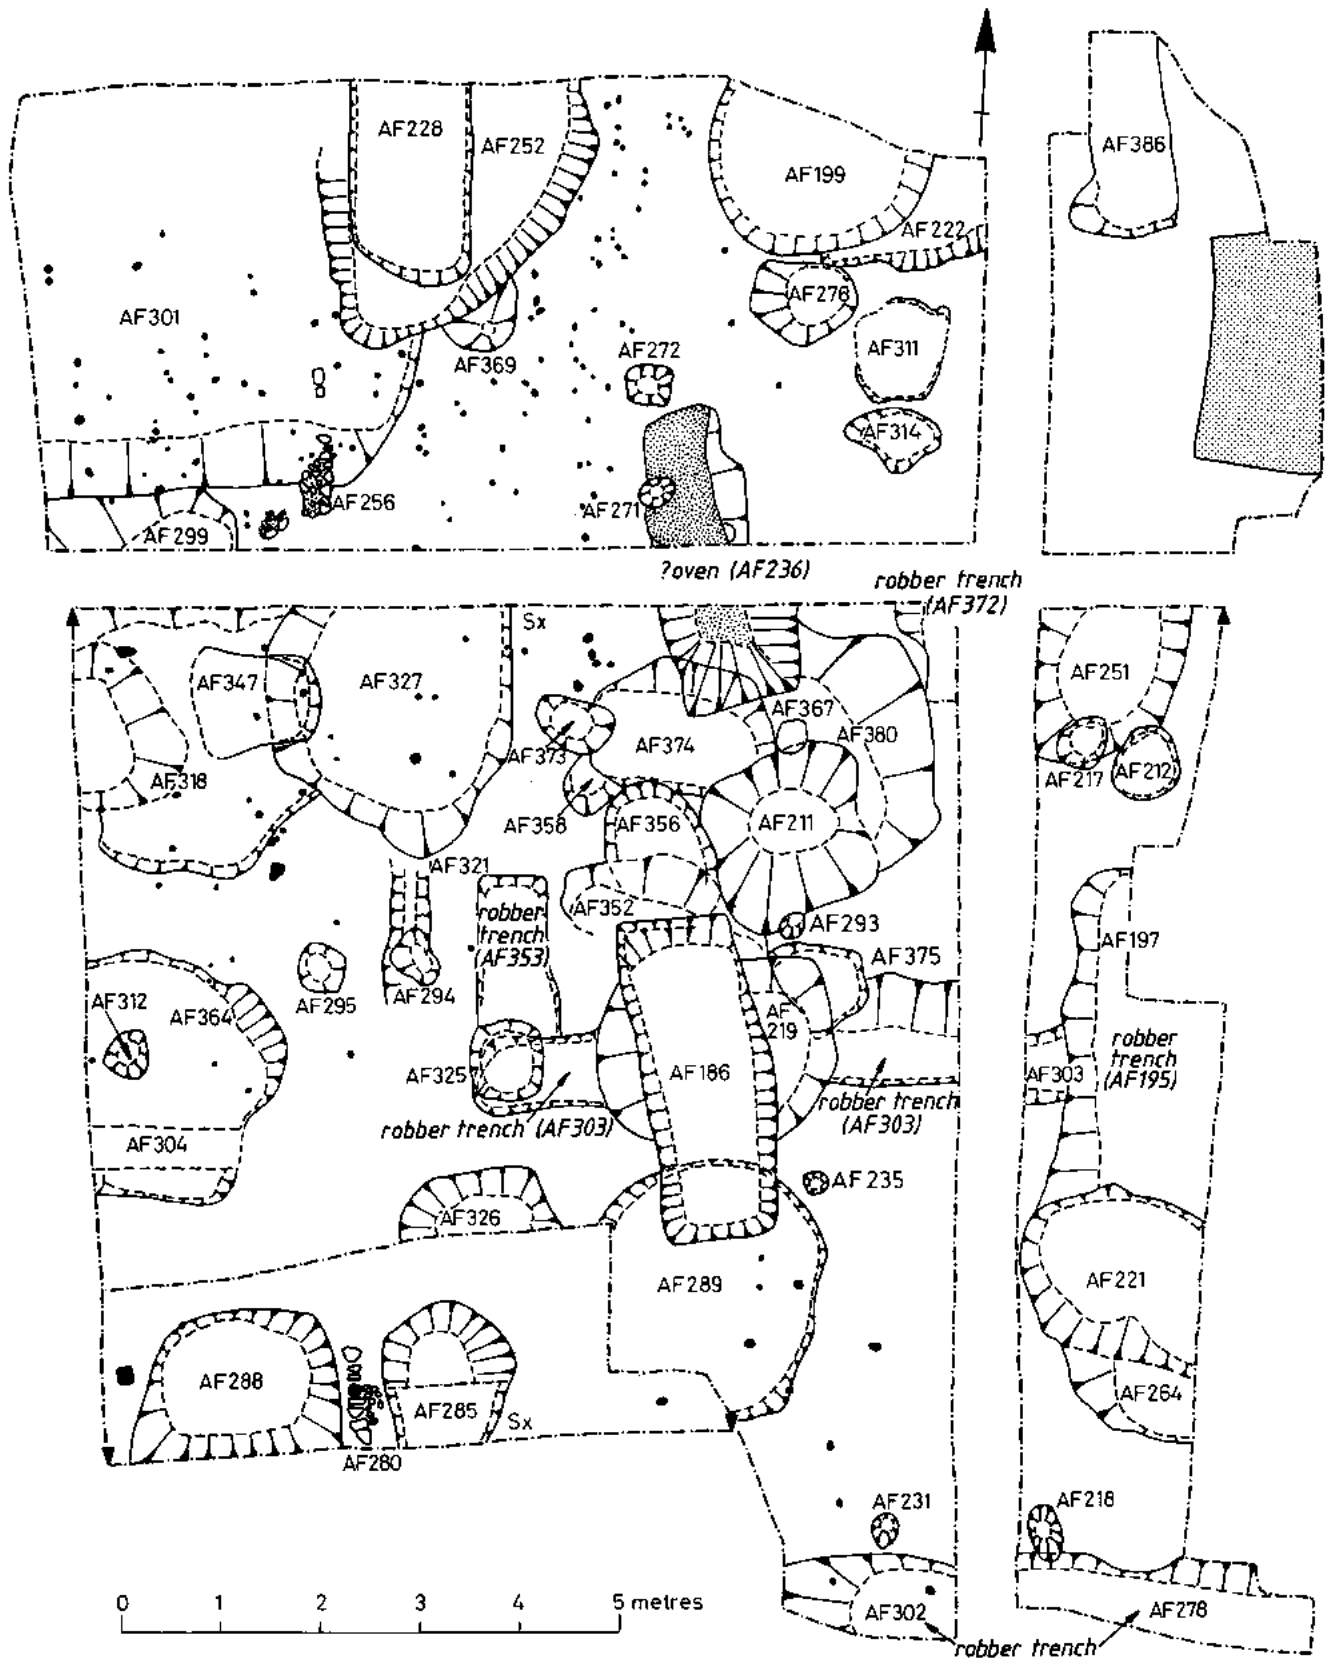 AF228
AF252
AF199
AF386
AF222
AF276
AF301
AF311
AF369
AF272
AF314
AF256
AF271
AF299
?oven (AF236)
robber trench
(AF372)
Sx
AF347
AF327
AF251
AF367
AF380
AF373
AF374
AF318
AF217
AF212
AF358
AF356
AF211
AF321
AF352
robber
trench
(AF353)
AF293
AF197
AF375
AF312
AF364
AF295
AF294
AF
219
AF325
AF186
AF303
robber
trench
(AF195)
robber trench (AF303)
robber trench
(AF303)
AF304
AF235
AF326
AF289
AF221
AF288
AF285
Sx
AF264
AF280
AF231
AF218
0 1 2 3 4 5 metres
AF302
AF278
robber trench